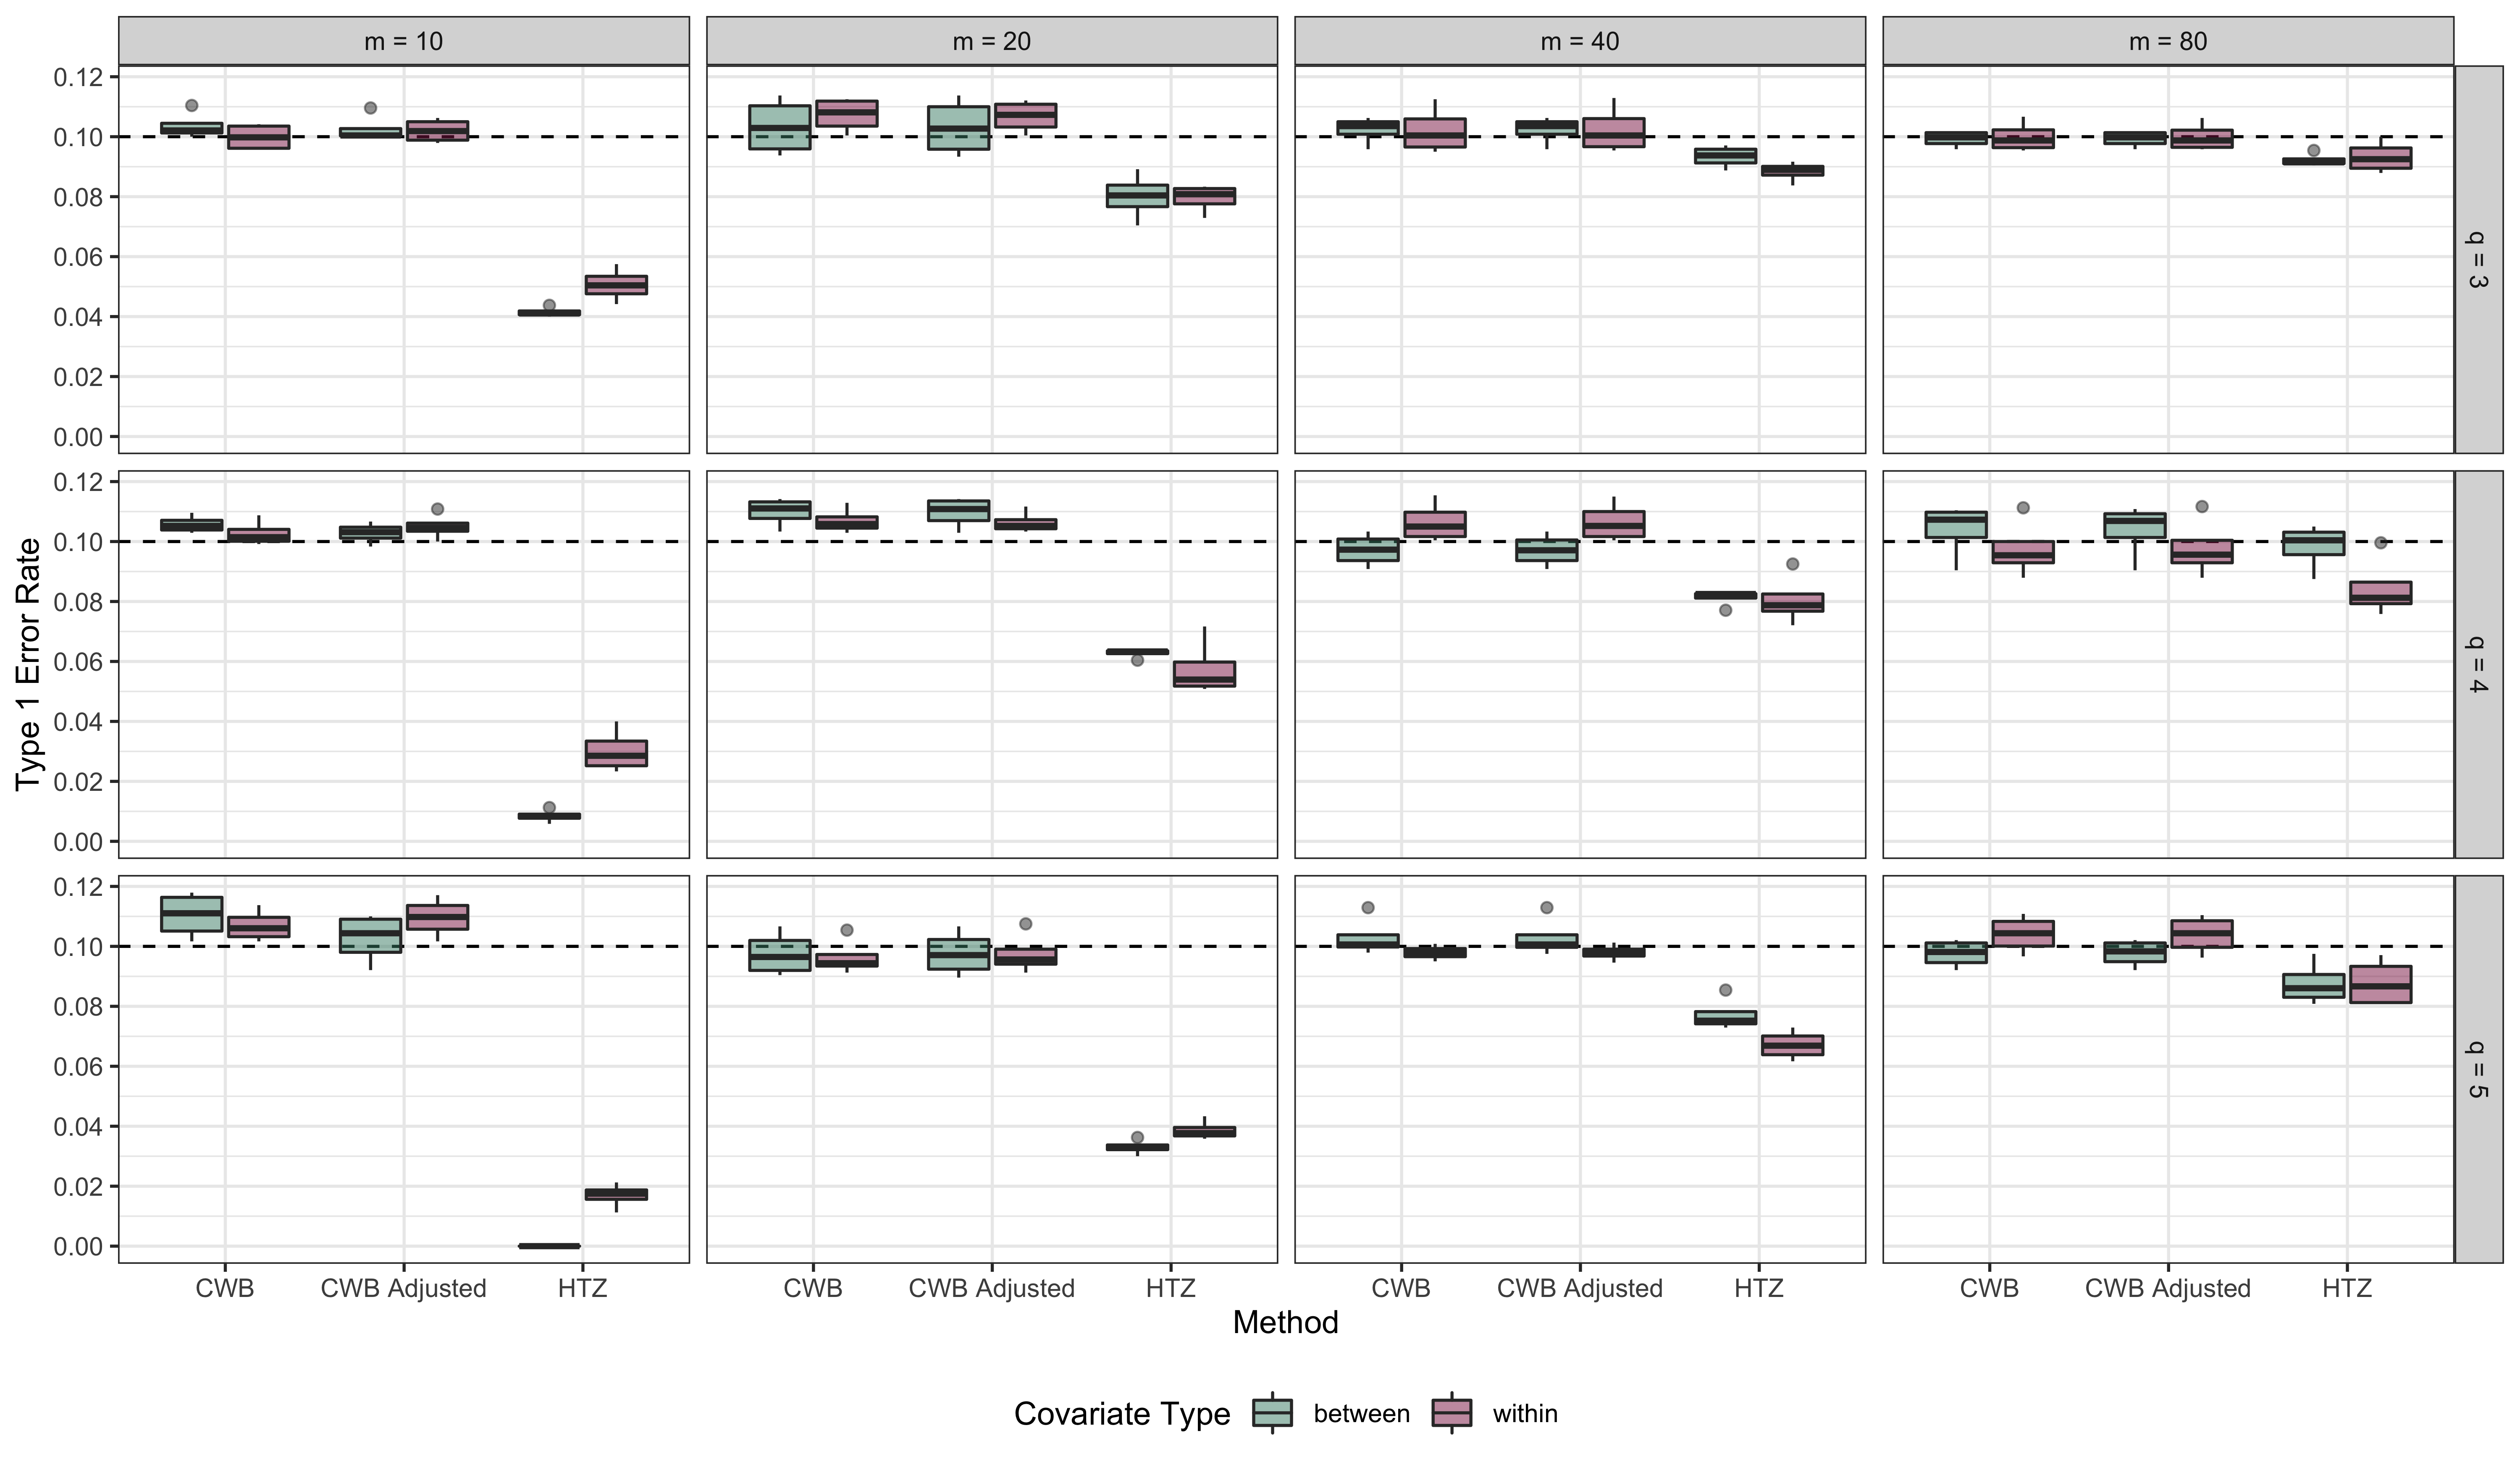 m = 10
m = 20
m = 40
m = 80
0.12
0.10
0.08
0.06
0.04
0.02
0.00
q = 3
0.12
0.10
0.08
0.06
0.04
0.02
0.00
q = 4
0.12
0.10
0.08
0.06
0.04
0.02
0.00
q = 5
Type 1 Error Rate
CWB CWB Adjusted HTZ
CWB CWB Adjusted HTZ
CWB CWB Adjusted HTZ
CWB CWB Adjusted HTZ
Method
Covariate Type between within